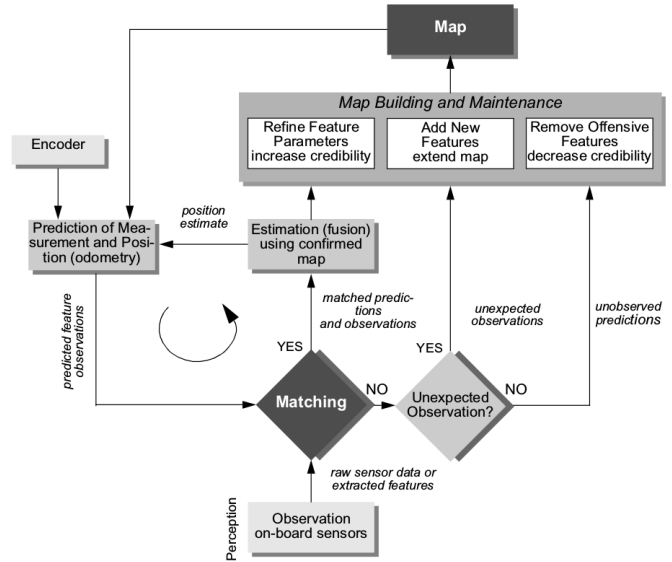 Map
Map Building and Maintenance
Refine Feature
Parameters
increase credibility
Add New
Features
extend map
Remove Offensive
Features
decrease credibility
Encoder
position
estimate
Prediction of Mea-
surement and Posi-
tion (odometry)
Estimation (fusion)
using confirmed
map
predicted feature
observations
matched predic-
tions
and observations
unexpected
observations
unobserved
predictions
YES
YES
Matching
NO
Unexpected
Observation?
NO
raw sensor data or
extracted features
Perception
Observation
on-board sensors